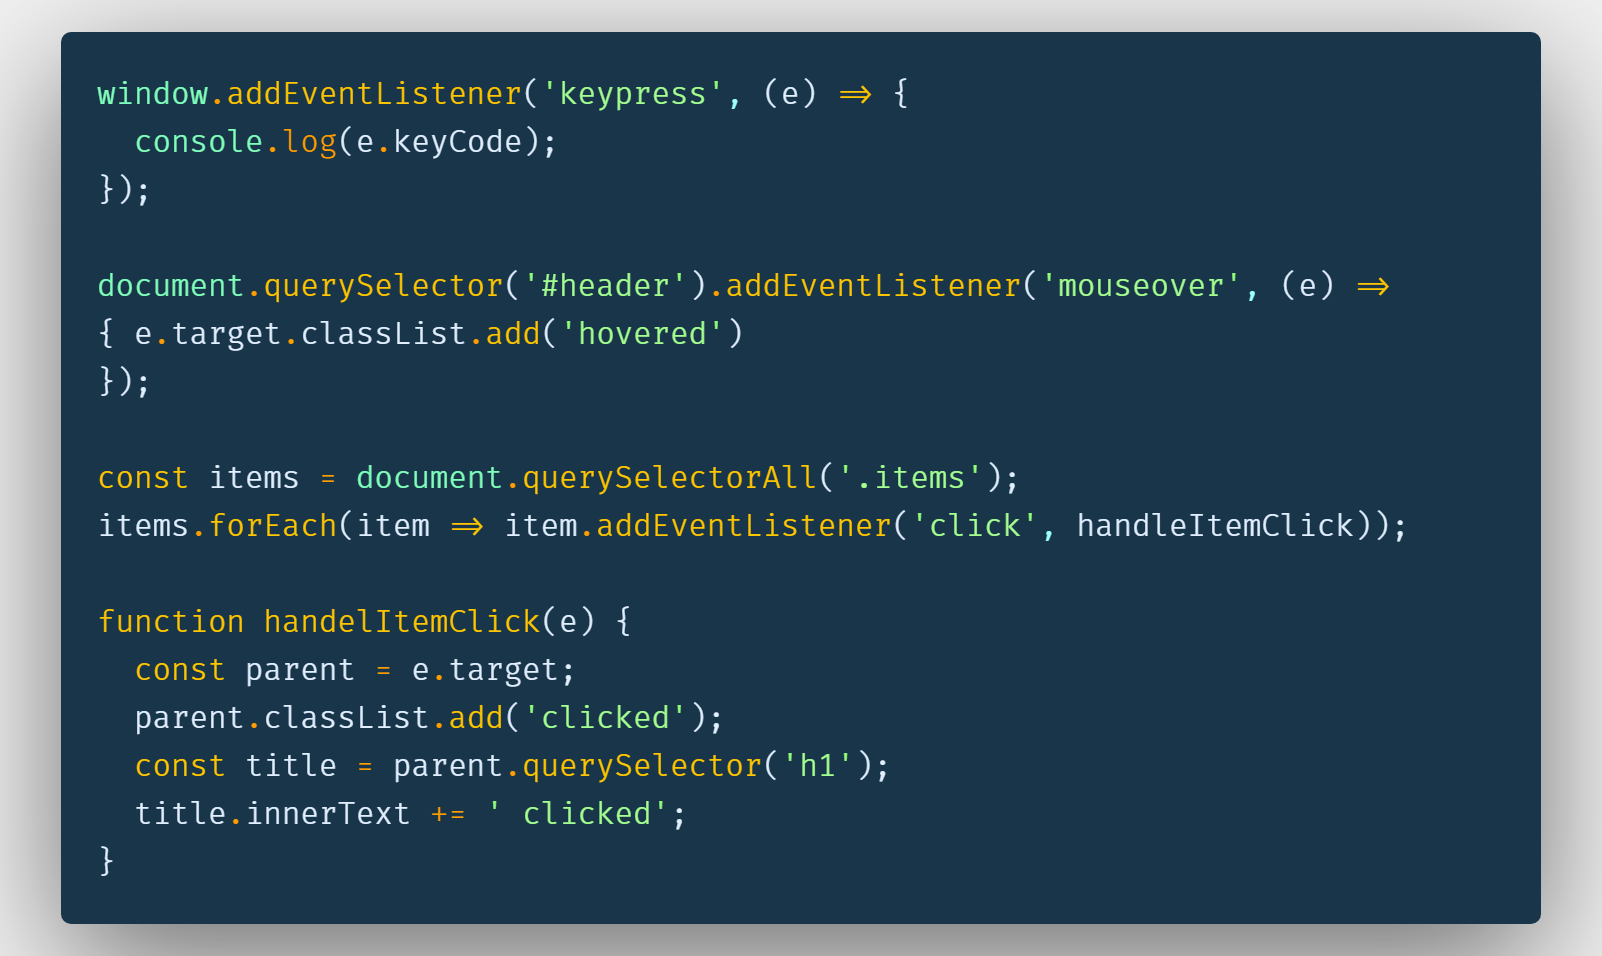 window.addEventListener('keypress', (e) => {
  console.log(e.keyCode);
});

document.querySelector('#header').addEventListener('mouseover', (e) =>
{ e.target.classList.add('hovered')
});

const items = document.querySelectorAll('.items');
items.forEach(item => item.addEventListener('click', handleItemClick));

function handelItemClick(e) {
  const parent = e.target;
  parent.classList.add('clicked');
  const title = parent.querySelector('h1');
  title.innerText += ' clicked';
}